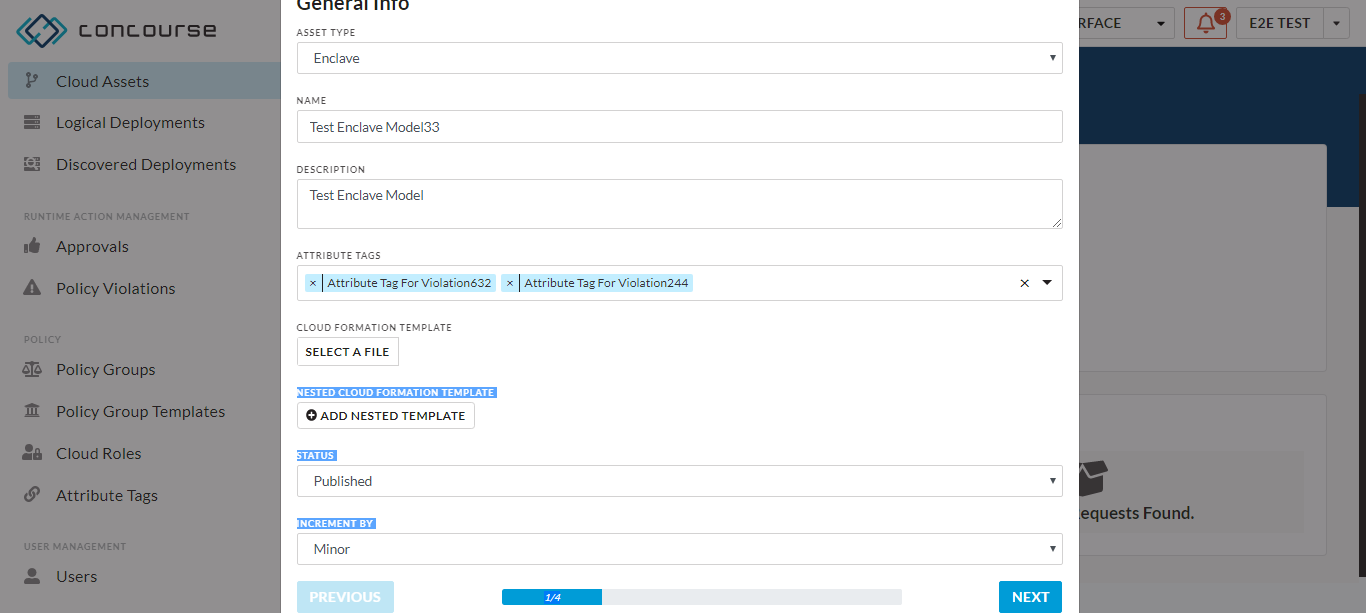 concourse
RFACE
3
E2E TEST
Cloud Assets
Logical Deployments
Discovered Deployments
RUNTIME ACTION MANAGEMENT
Approvals
Policy Violations
POLICY
Policy Groups
Policy Group Templates
Cloud Roles
Attribute Tags
USER MANAGEMENT
Users
General Info
ASSET TYPE
Enclave
NAME
Test Enclave Model33
DESCRIPTION
Test Enclave Model
ATTRIBUTE TAGS
× Attribute Tag For Violation632 × Attribute Tag For Violation244 ×
CLOUD FORMATION TEMPLATE
SELECT A FILE
NESTED CLOUD FORMATION TEMPLATE
ADD NESTED TEMPLATE
STATUS
Published
INCREMENT BY
Minor
PREVIOUS
1/4
NEXT
equests Found.